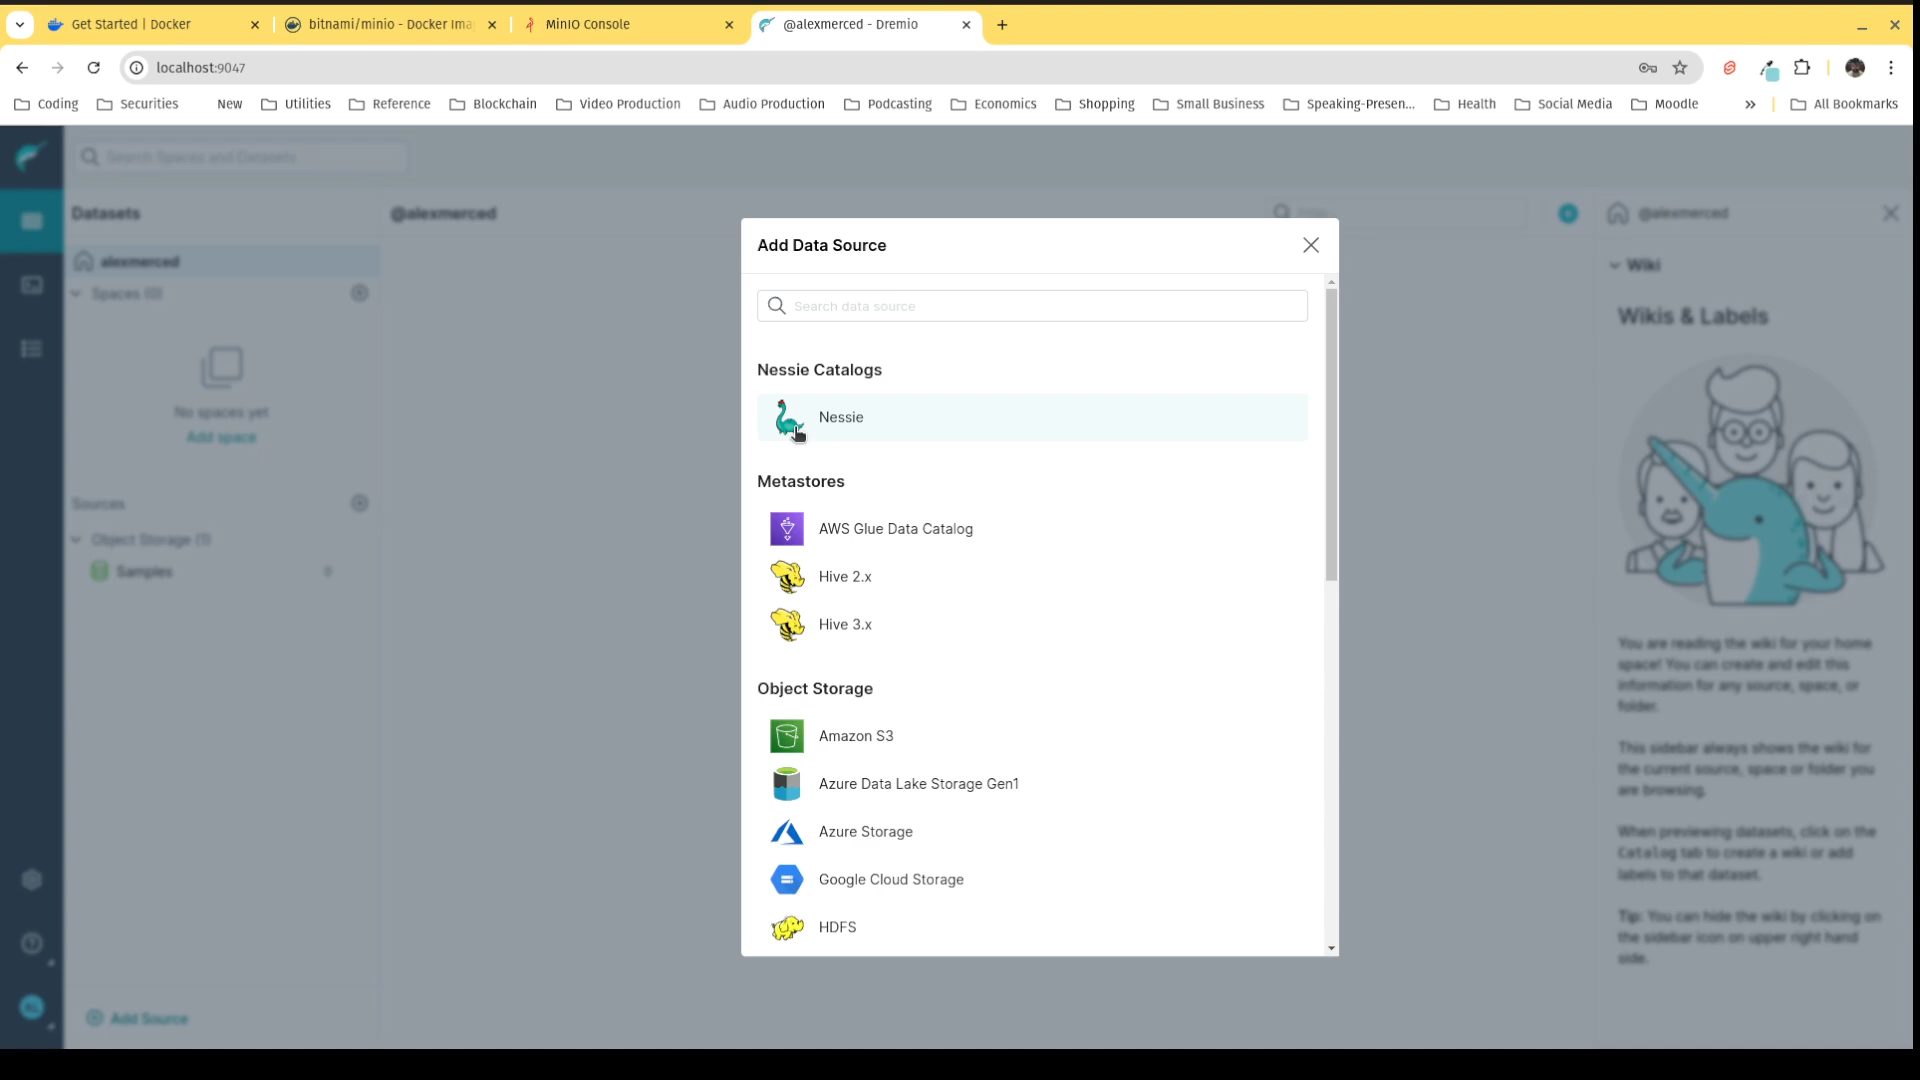 Get Started | Docker
bitnami/minio - Docker Ima
MinIO Console
@alexmerced - Dremio
localhost:9047
Coding
Securities
New
Utilities
Reference
Blockchain
Video Production
Audio Production
Podcasting
Economics
Shopping
Small Business
Speaking-Presen...
Health
Social Media
Moodle
»
All Bookmarks
Search Spaces and Datasets
Datasets
alexmerced
Spaces (0)
No spaces yet
Add space
Sources
Object Storage (1)
Samples
0
Add Source
@alexmerced
Add Data Source
Search data source
Nessie Catalogs
Nessie
Metastores
AWS Glue Data Catalog
Hive 2.x
Hive 3.x
Object Storage
Amazon S3
Azure Data Lake Storage Gen1
Azure Storage
Google Cloud Storage
HDFS
@alexmerced
Wiki
Wikis & Labels
You are reading the wiki for your home
space! You can create and edit this
information for any source, space, or
folder.
This sidebar always shows the wiki for
the current source, space or folder you
are browsing.
When previewing datasets, click on the
Catalog tab to create a wiki or add
labels to that dataset.
Tip: You can hide the wiki by clicking on
the sidebar icon on upper right hand
side.